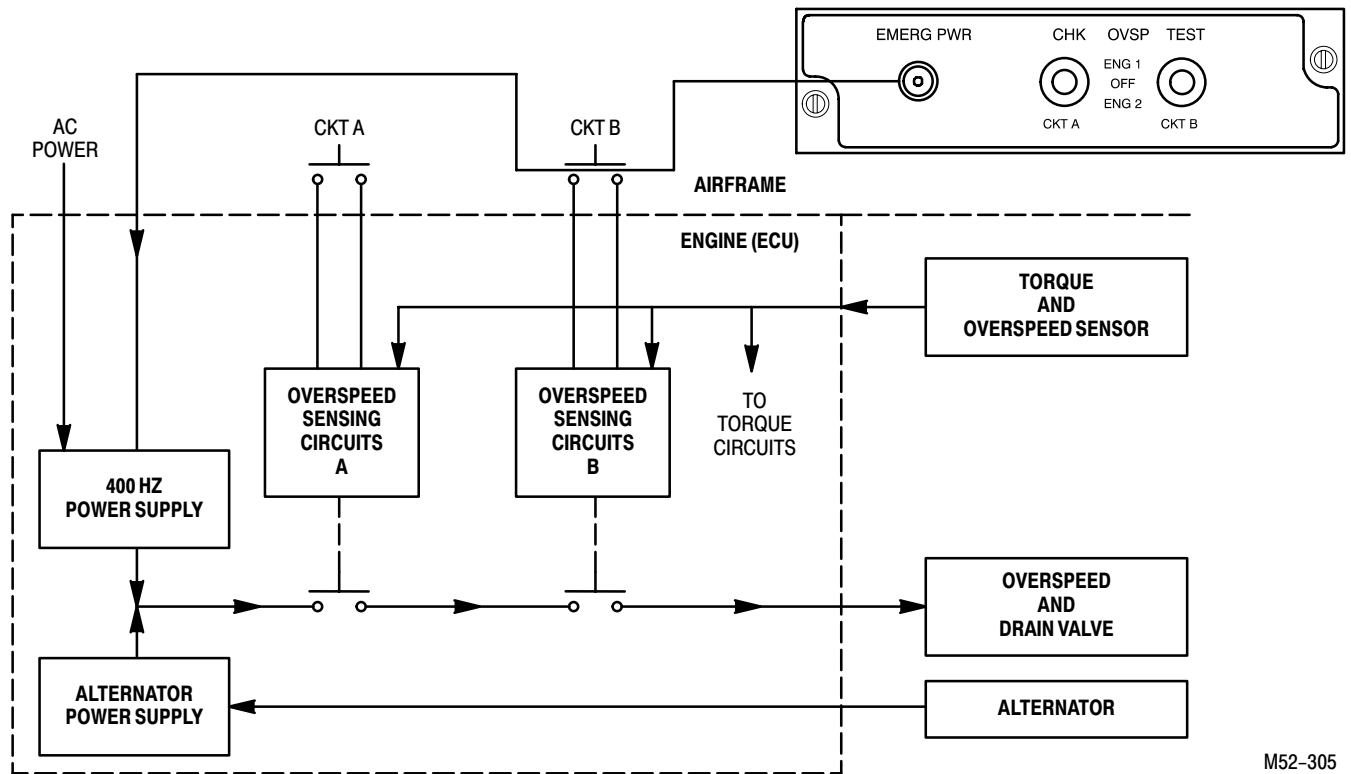 EMERG PWR
CHK OVSP TEST
ENG 1
OFF
ENG 2
CKT A
CKT B
AC
POWER
CKT A
CKT B
AIRFRAME
ENGINE (ECU)
TORQUE
AND
OVERSPEED SENSOR
OVERSPEED
SENSING
CIRCUITS
A
OVERSPEED
SENSING
CIRCUITS
B
TO
TORQUE
CIRCUITS
400 HZ
POWER SUPPLY
OVERSPEED
AND
DRAIN VALVE
ALTERNATOR
POWER SUPPLY
ALTERNATOR
M52-305